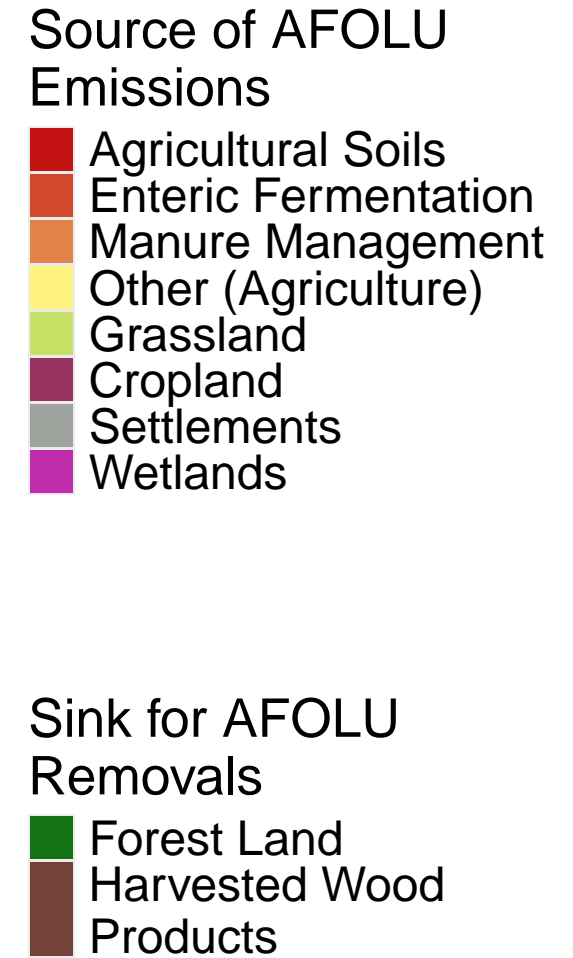 Source of AFOLU
Emissions
Agricultural Soils
Enteric Fermentation
Manure Management
Other (Agriculture)
Grassland
Cropland
Settlements
Wetlands
Sink for AFOLU
Removals
Forest Land
Harvested Wood
Products